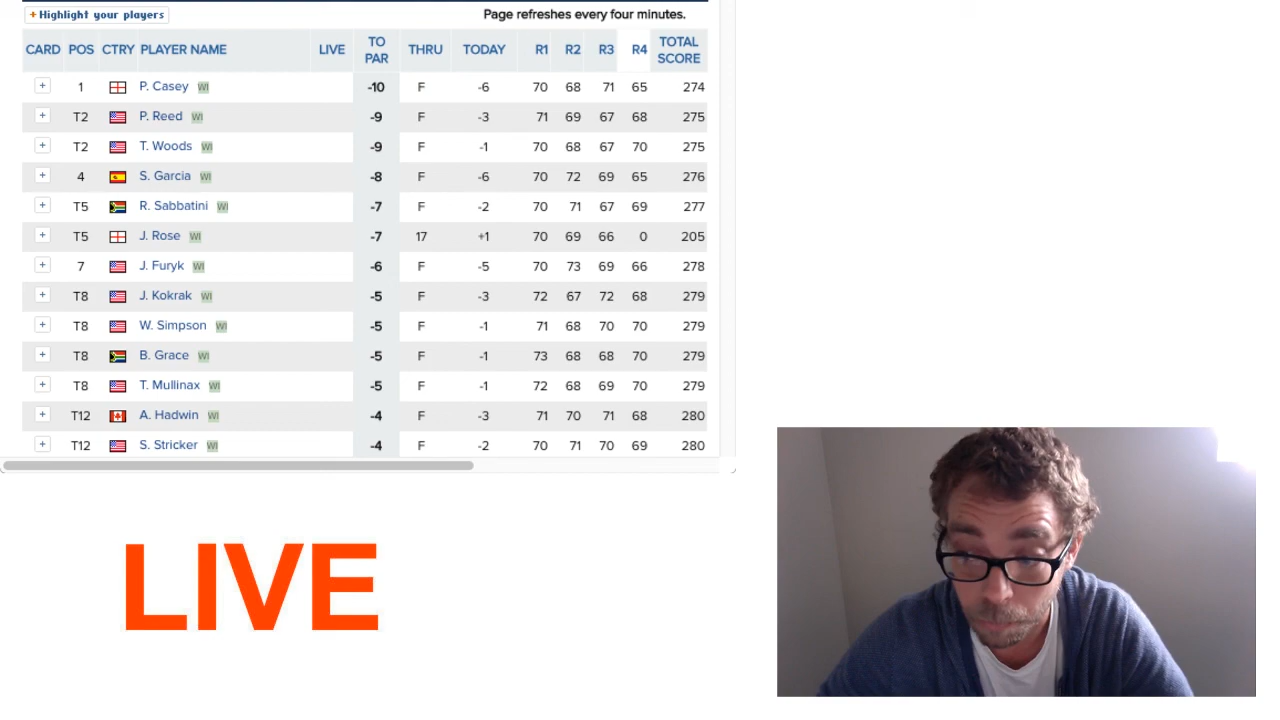 + Highlight your players
Page refreshes every four minutes.
CARD POS CTRY PLAYER NAME LIVE TO PAR THRU TODAY R1 R2 R3 R4 TOTAL SCORE
+ 1 P. Casey WI -10 F -6 70 68 71 65 274
+ T2 P. Reed WI -9 F -3 71 69 67 68 275
+ T2 T. Woods WI -9 F -1 70 68 67 70 275
+ 4 S. Garcia WI -8 F -6 70 72 69 65 276
+ T5 R. Sabbatini WI -7 F -2 70 71 67 69 277
+ T5 J. Rose WI -7 17 +1 70 69 66 0 205
+ 7 J. Furyk WI -6 F -5 70 73 69 66 278
+ T8 J. Kokrak WI -5 F -3 72 67 72 68 279
+ T8 W. Simpson WI -5 F -1 71 68 70 70 279
+ T8 B. Grace WI -5 F -1 73 68 68 70 279
+ T8 T. Mullinax WI -5 F -1 72 68 69 70 279
+ T12 A. Hadwin WI -4 F -3 71 70 71 68 280
+ T12 S. Stricker WI -4 F -2 70 71 70 69 280
LIVE